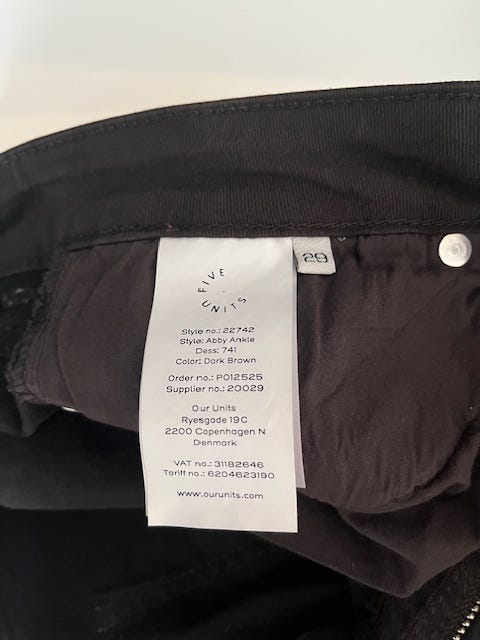 FIVE
UNITS
29
Style no.: 22742
Style: Abby Ankle
Dess: 741
Color: Dark Brown
Order no.: PO12525
Supplier no.: 20029
Our Units
Ryesgade 19C
2200 Copenhagen N
Denmark
VAT no.: 31182646
Tariff no.: 6204623190
www.ourunits.com